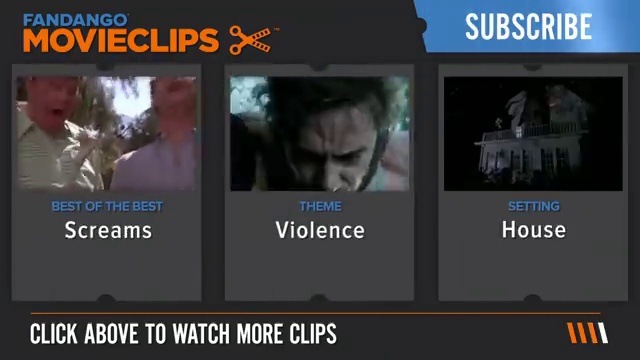 FANDANGO
MOVIECLIPS
SUBSCRIBE
BEST OF THE BEST
Screams
THEME
Violence
SETTING
House
CLICK ABOVE TO WATCH MORE CLIPS